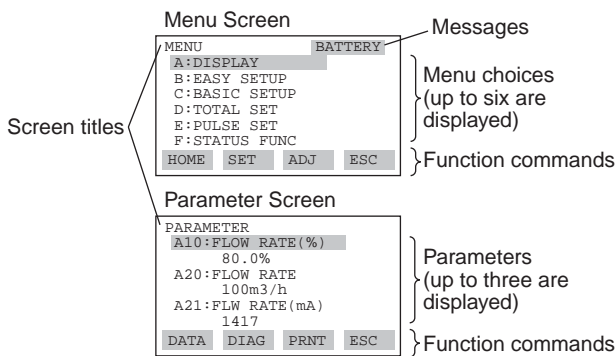 Menu Screen
Messages
MENU BATTERY
A:DISPLAY
B:EASY SETUP
C:BASIC SETUP
D:TOTAL SET
E:PULSE SET
F:STATUS FUNC
HOME SET ADJ ESC
Menu choices
(up to six are
displayed)
Function commands
Screen titles
Parameter Screen
PARAMETER
A10:FLOW RATE(%)
80.0%
A20:FLOW RATE
100m3/h
A21:FLW RATE(mA)
1417
DATA DIAG PRNT ESC
Parameters
(up to three are
displayed)
Function commands